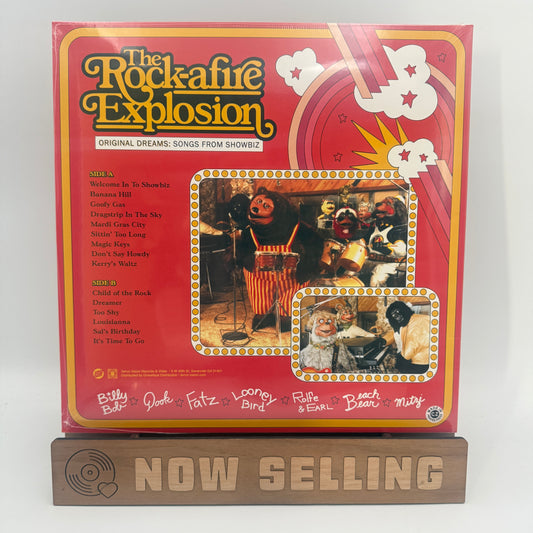 The
Rock-afire
Explosion
ORIGINAL DREAMS: SONGS FROM SHOWBIZ
SIDE A
Welcome In To Showbiz
Banana Hill
Goofy Gas
Dragstrip In The Sky
Mardi Gras City
Sittin' Too Long
Magic Keys
Don't Say Howdy
Kerry's Waltz
SIDE B
Child of the Rock
Dreamer
Too Shy
Louisianna
Sal's Birthday
It's Time To Go
Billy Bob
Dook
Fatz
Looney Bird
Rolfe & EARL
Beach Bear
Mitzi
NOW SELLING